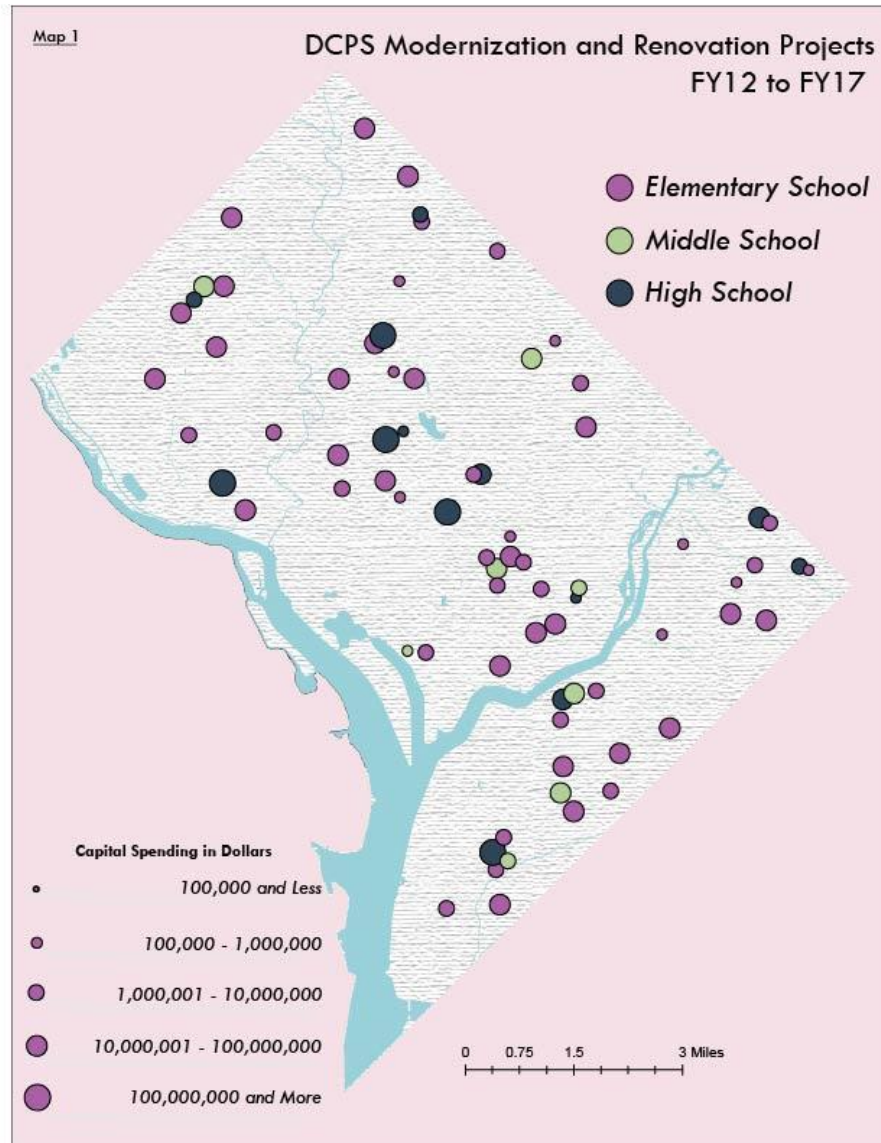 Map 1
DCPS Modernization and Renovation Projects
FY12 to FY17
Elementary School
Middle School
High School
Capital Spending in Dollars
100,000 and Less
100,000 - 1,000,000
1,000,001 - 10,000,000
10,000,001 - 100,000,000
100,000,000 and More
0 0.75 1.5 3 Miles